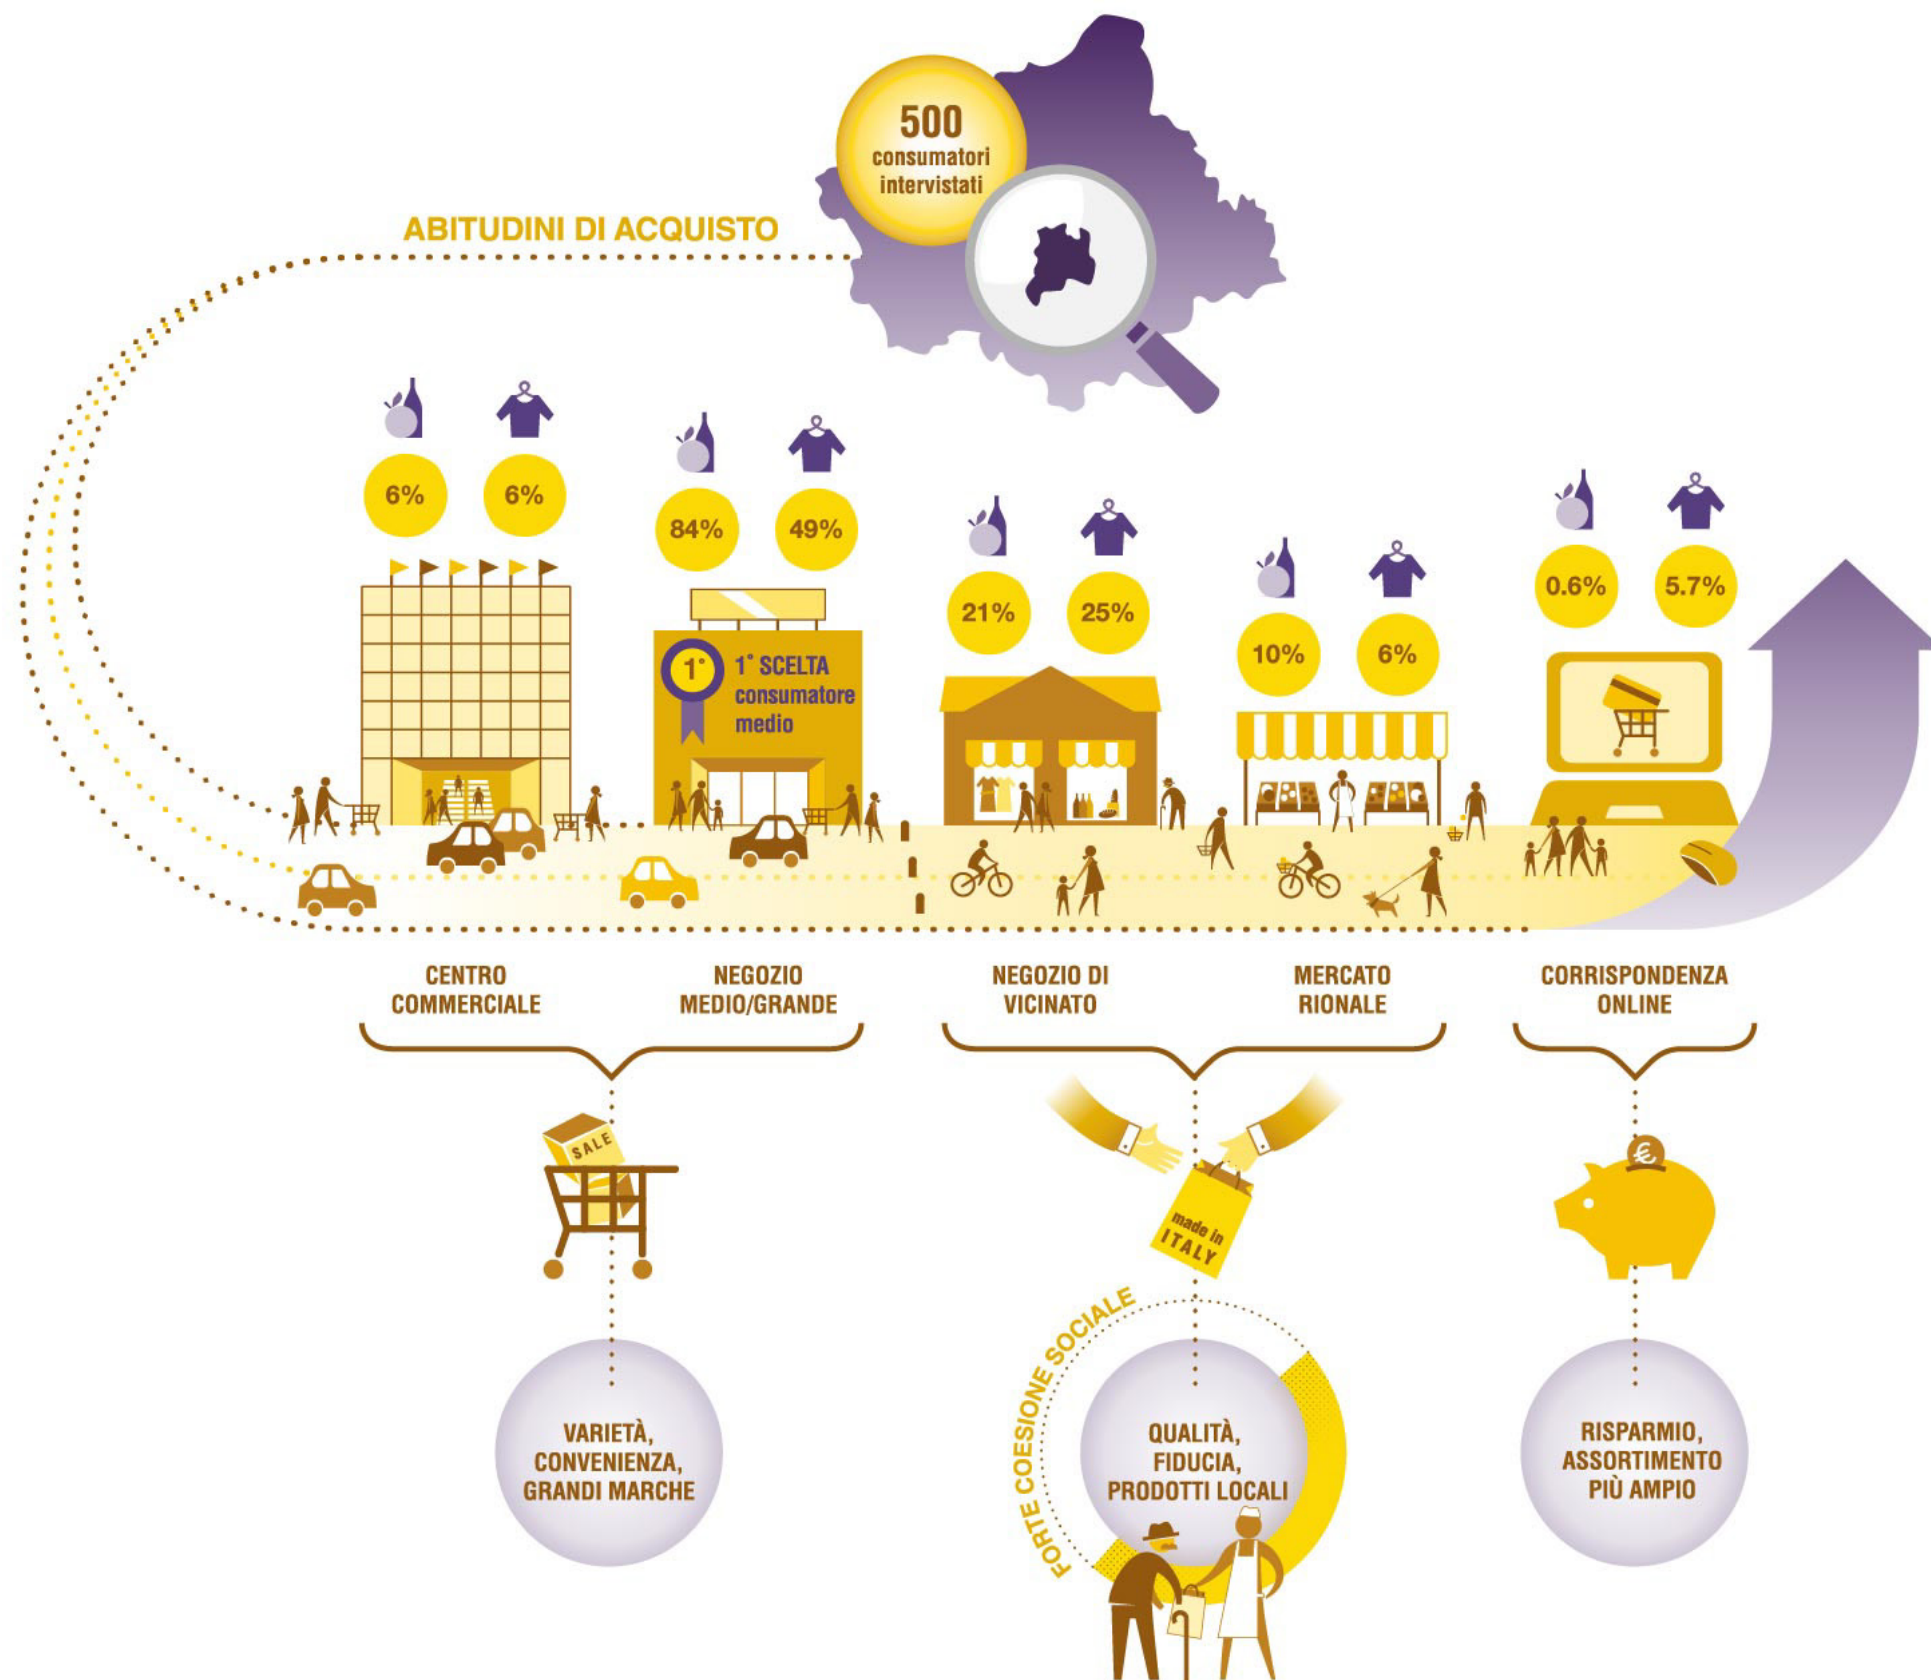 500
consumatori
intervistati
ABITUDINI DI ACQUISTO
6%
6%
84%
49%
21%
25%
10%
6%
0.6%
5.7%
1°
1° SCELTA
consumatore
medio
CENTRO
COMMERCIALE
NEGOZIO
MEDIO/GRANDE
NEGOZIO DI
VICINATO
MERCATO
RIONALE
CORRISPONDENZA
ONLINE
SALE
made in
ITALY
€
FORTE COESIONE SOCIALE
VARIETÀ,
CONVENIENZA,
GRANDI MARCHE
QUALITÀ,
FIDUCIA,
PRODOTTI LOCALI
RISPARMIO,
ASSORTIMENTO
PIÙ AMPIO